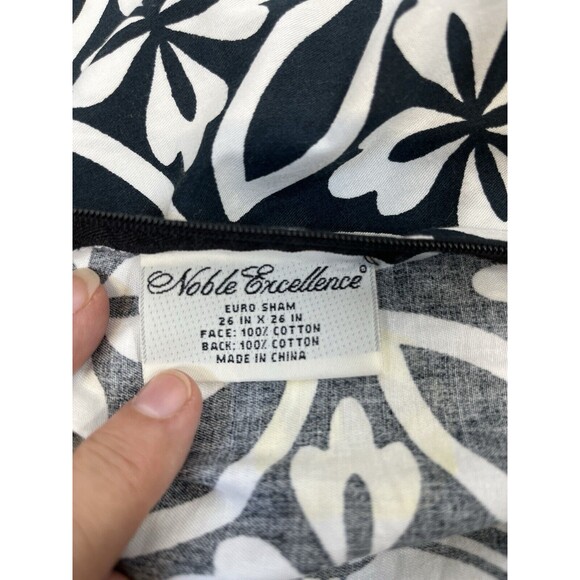 Noble Excellence®
EURO SHAM
26 IN X 26 IN
FACE: 100% COTTON
BACK: 100% COTTON
MADE IN CHINA